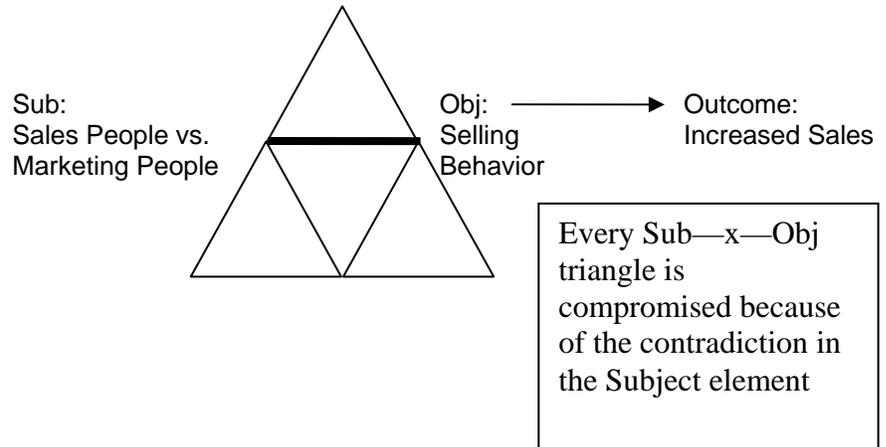 Sub:
Sales People vs.
Marketing People
Obj:
Selling
Behavior
Outcome:
Increased Sales
Every Sub—x—Obj
triangle is
compromised because
of the contradiction in
the Subject element